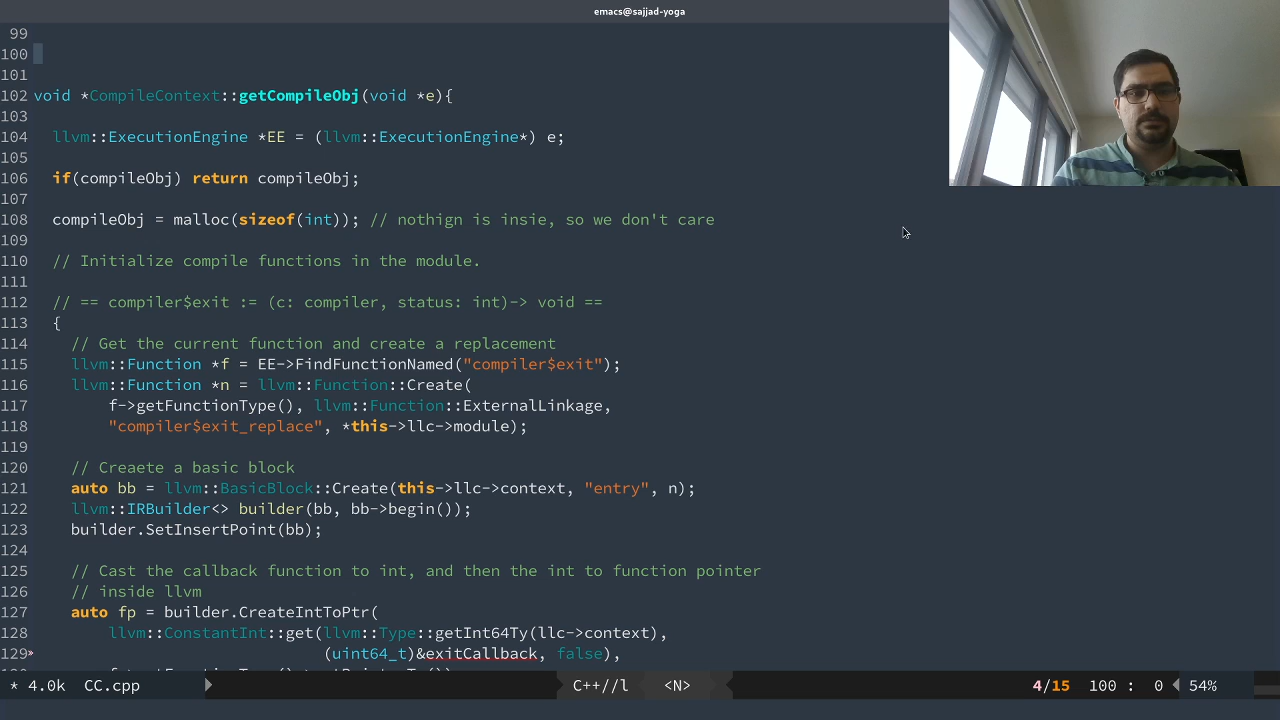 emacs@sajjad-yoga
99
100
101
102 void *CompileContext::getCompileObj(void *e){
103
104 llvm::ExecutionEngine *EE = (llvm::ExecutionEngine*) e;
105
106 if(compileObj) return compileObj;
107
108 compileObj = malloc(sizeof(int)); // nothign is insie, so we don't care
109
110 // Initialize compile functions in the module.
111
112 // == compiler$exit := (c: compiler, status: int)-> void ==
113 {
114 // Get the current function and create a replacement
115 llvm::Function *f = EE->FindFunctionNamed("compiler$exit");
116 llvm::Function *n = llvm::Function::Create(
117 f->getFunctionType(), llvm::Function::ExternalLinkage,
118 "compiler$exit_replace", *this->llc->module);
119
120 // Creaete a basic block
121 auto bb = llvm::BasicBlock::Create(this->llc->context, "entry", n);
122 llvm::IRBuilder<> builder(bb, bb->begin());
123 builder.SetInsertPoint(bb);
124
125 // Cast the callback function to int, and then the int to function pointer
126 // inside llvm
127 auto fp = builder.CreateIntToPtr(
128 llvm::ConstantInt::get(llvm::Type::getInt64Ty(llc->context),
129 (uint64_t)&exitCallback, false),
* 4.0k CC.cpp C++//l <N> 4/15 100 : 0 54%